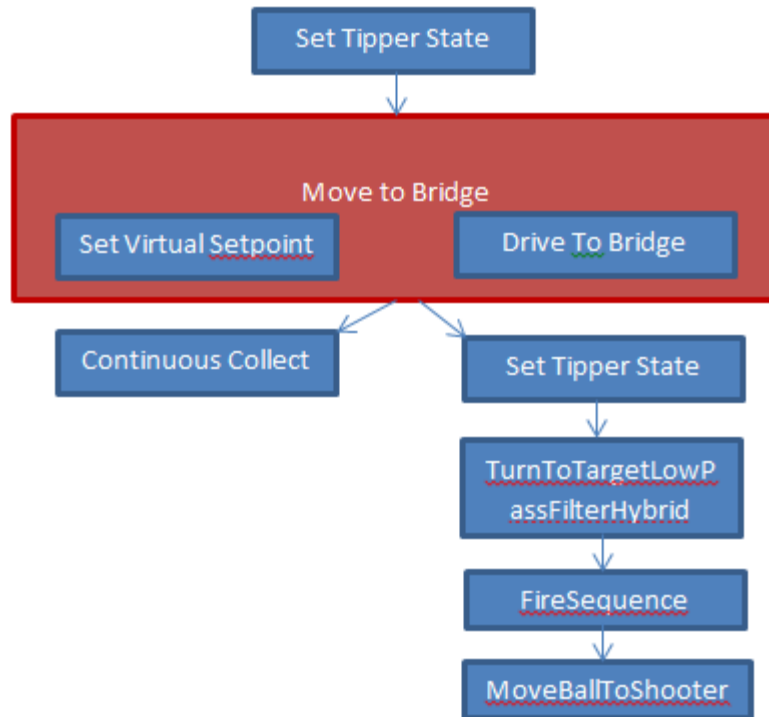 Set Tipper State
Move to Bridge
Set Virtual Setpoint
Drive To Bridge
Continuous Collect
Set Tipper State
TurnToTargetLowP
assFilterHybrid
FireSequence
MoveBallToShooter